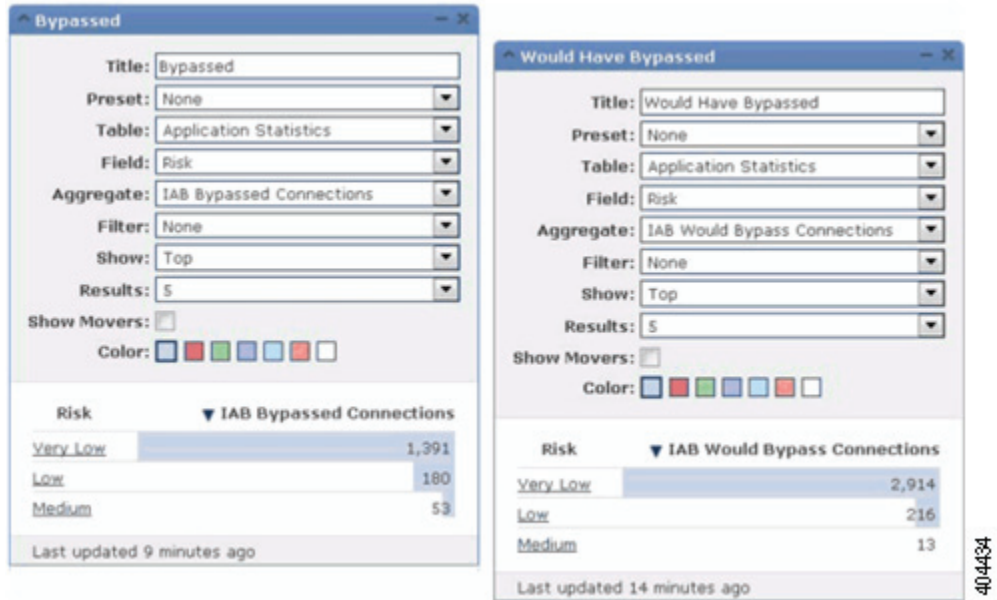 Bypassed
Title: Bypassed
Preset: None
Table: Application Statistics
Field: Risk
Aggregate: IAB Bypassed Connections
Filter: None
Show: Top
Results: 5
Show Movers:
Color:
Risk IAB Bypassed Connections
Very Low 1,391
Low 180
Medium 53
Last updated 9 minutes ago
Would Have Bypassed
Title: Would Have Bypassed
Preset: None
Table: Application Statistics
Field: Risk
Aggregate: IAB Would Bypass Connections
Filter: None
Show: Top
Results: 5
Show Movers:
Color:
Risk IAB Would Bypass Connections
Very Low 2,914
Low 216
Medium 13
Last updated 14 minutes ago
404434